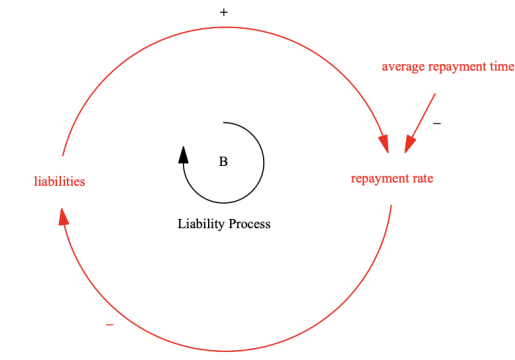 +
average repayment time
–
B
liabilities
repayment rate
Liability Process
–